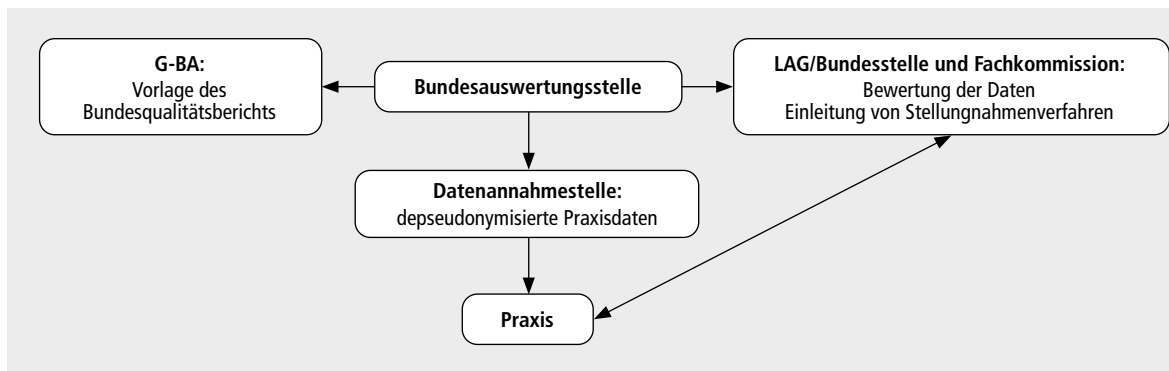 G-BA:
Vorlage des
Bundesqualitätsberichts
Bundesauswertungsstelle
LAG/Bundesstelle und Fachkommission:
Bewertung der Daten
Einleitung von Stellungnahmenverfahren
Datenannahmestelle:
depseudonymisierte Praxisdaten
Praxis